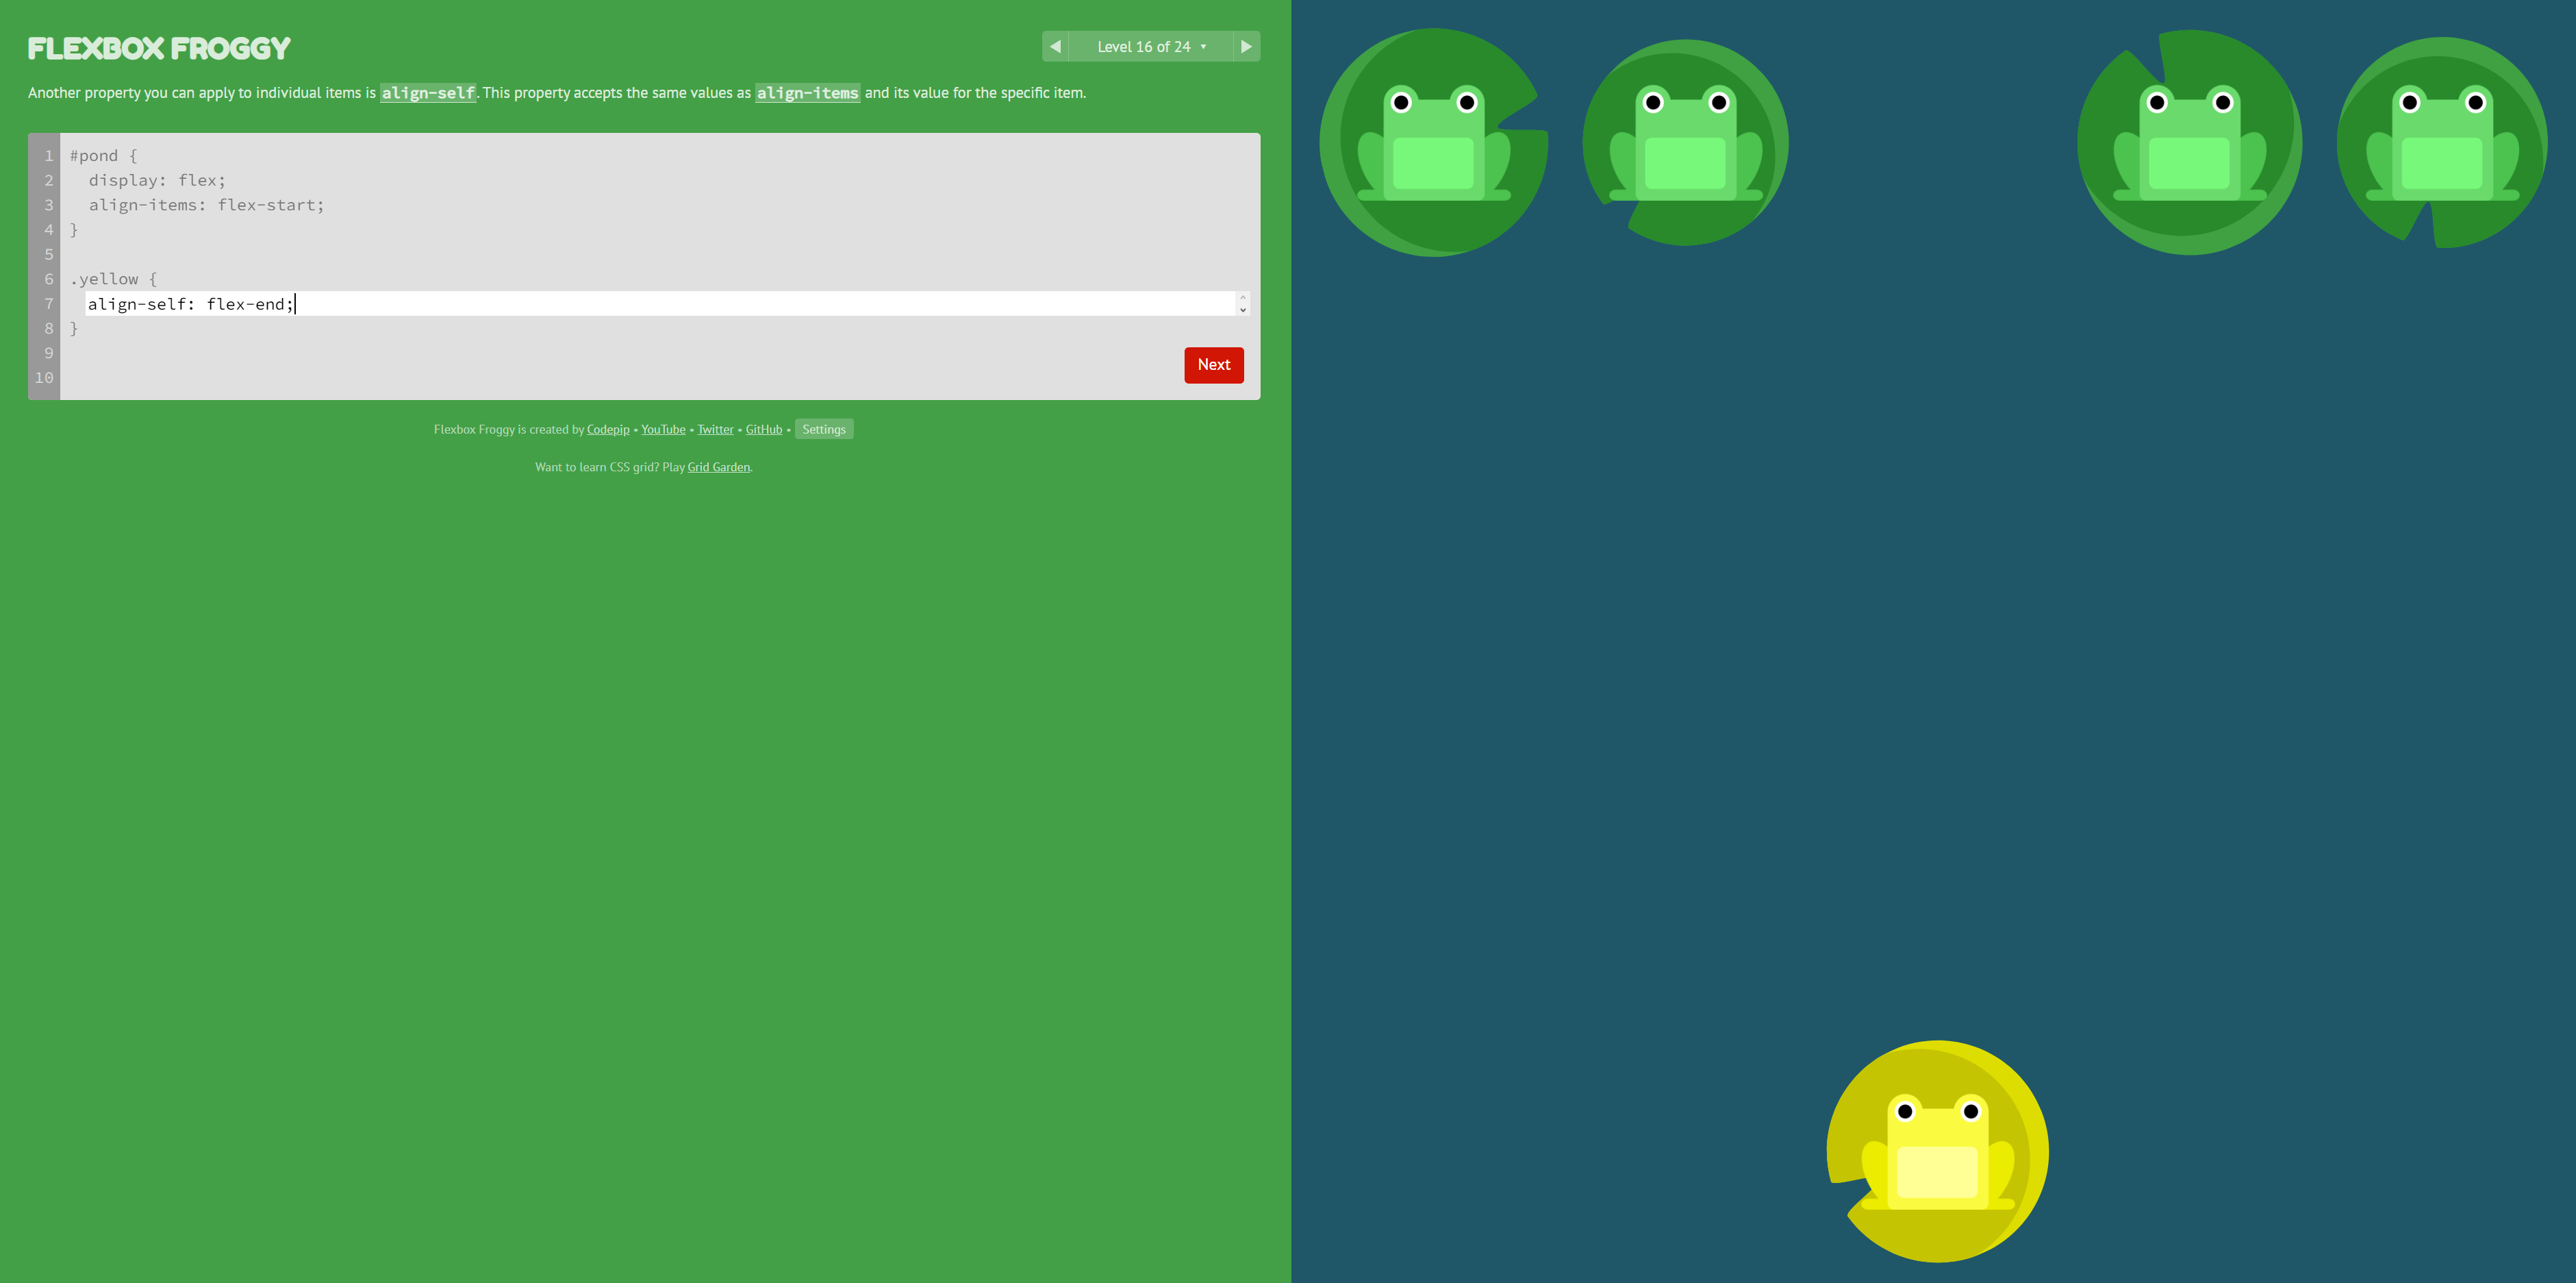 FLEXBOX FROGGY
◀ Level 16 of 24 ▾ ▶
Another property you can apply to individual items is align-self. This property accepts the same values as align-items and its value for the specific item.
1 #pond {
2 display: flex;
3 align-items: flex-start;
4 }
5
6 .yellow {
7 align-self: flex-end;
8 }
9
10
Next
Flexbox Froggy is created by Codepip • YouTube • Twitter • GitHub • Settings
Want to learn CSS grid? Play Grid Garden.